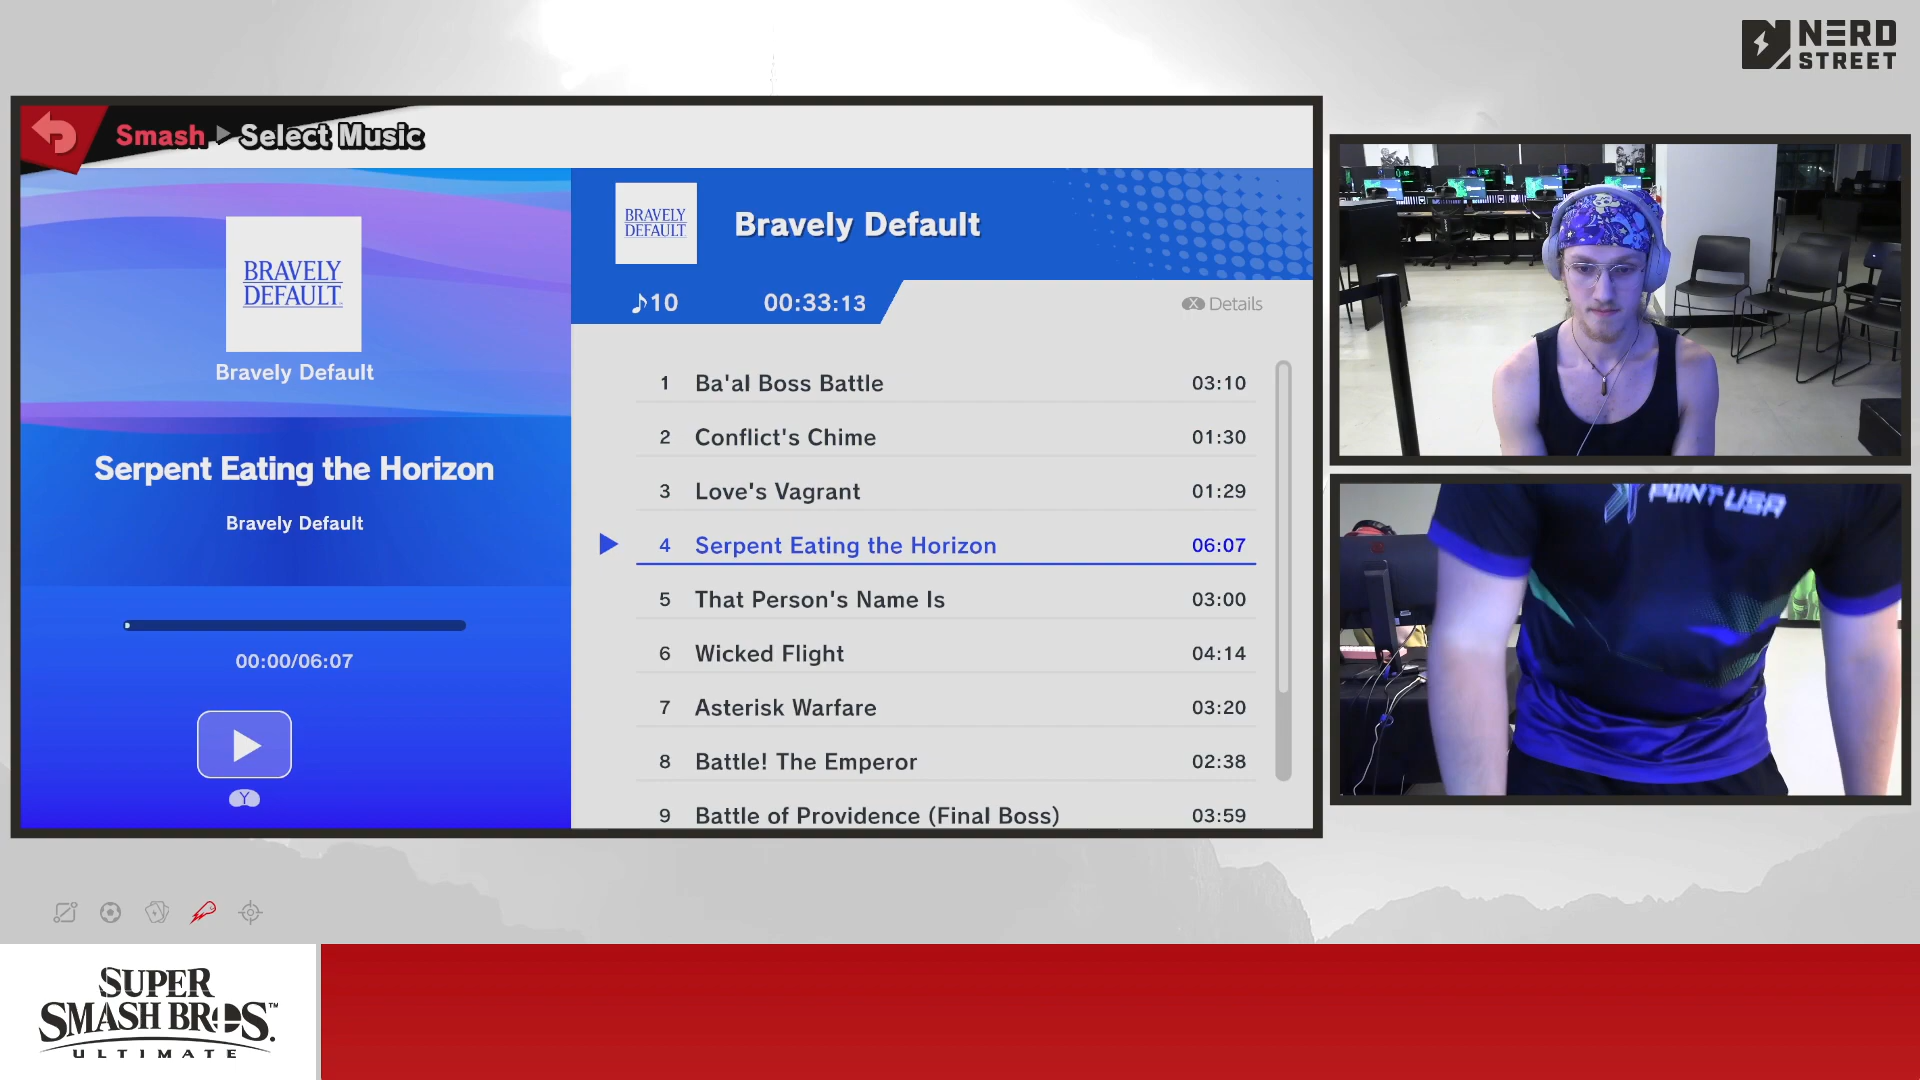 NERD
STREET
Smash ▶ Select Music
BRAVELY
DEFAULT
Bravely Default
Serpent Eating the Horizon
Bravely Default
00:00/06:07
Y
BRAVELY
DEFAULT
Bravely Default
♪10 00:33:13
X Details
1 Ba'al Boss Battle 03:10
2 Conflict's Chime 01:30
3 Love's Vagrant 01:29
4 Serpent Eating the Horizon 06:07
5 That Person's Name Is 03:00
6 Wicked Flight 04:14
7 Asterisk Warfare 03:20
8 Battle! The Emperor 02:38
9 Battle of Providence (Final Boss) 03:59
POINT USA
SUPER
SMASH BROS.™
ULTIMATE